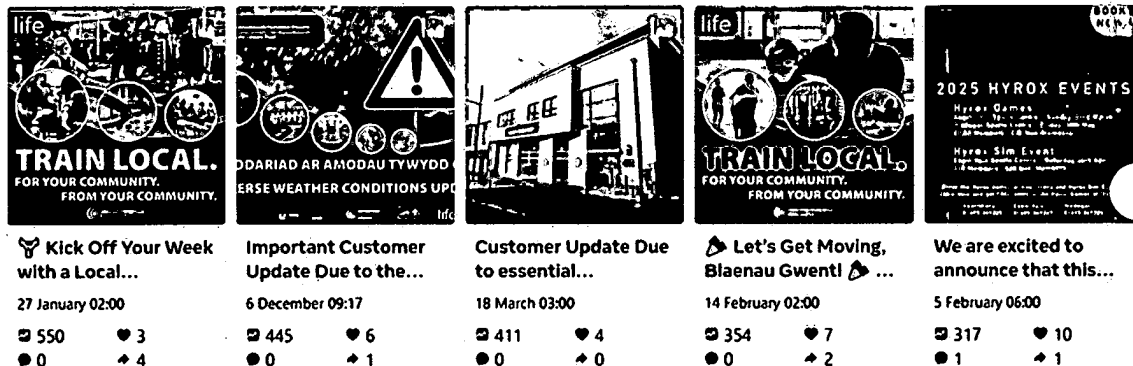 life
TRAIN LOCAL.
FOR YOUR COMMUNITY.
FROM YOUR COMMUNITY.
Kick Off Your Week
with a Local...
27 January 02:00
550 3
0 4
DDARIAD AR AMODAU TYWYDD
ERSE WEATHER CONDITIONS UPD
Important Customer
Update Due to the...
6 December 09:17
445 6
0 1
Customer Update Due
to essential...
18 March 03:00
411 4
0 0
life
TRAIN LOCAL.
FOR YOUR COMMUNITY.
FROM YOUR COMMUNITY.
Let's Get Moving,
Blaenau Gwent! ...
14 February 02:00
354 7
0 2
BOOK
2025 HYROX EVENTS
Hyrox Games
Hyrox Sim Event
We are excited to
announce that this...
5 February 06:00
317 10
1 1